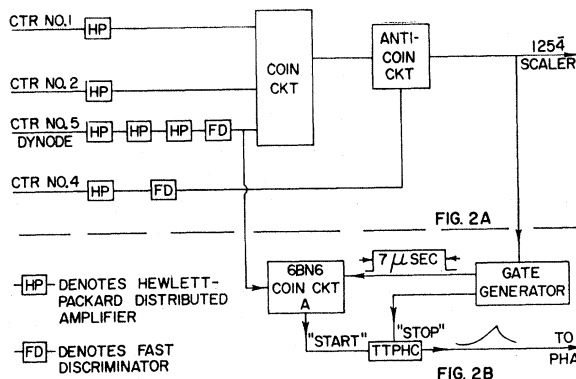 CTR NO.1
HP
CTR NO.2
HP
CTR NO.5
DYNODE
HP HP HP FD
CTR NO.4
HP FD
COIN
CKT
ANTI-
COIN
CKT
1254̄
SCALER
FIG. 2A
HP - DENOTES HEWLETT-
PACKARD DISTRIBUTED
AMPLIFIER
FD - DENOTES FAST
DISCRIMINATOR
6BN6
COIN CKT
A
7 μ SEC
GATE
GENERATOR
"START"
"STOP"
TTPHC
TO
PHA
FIG. 2B